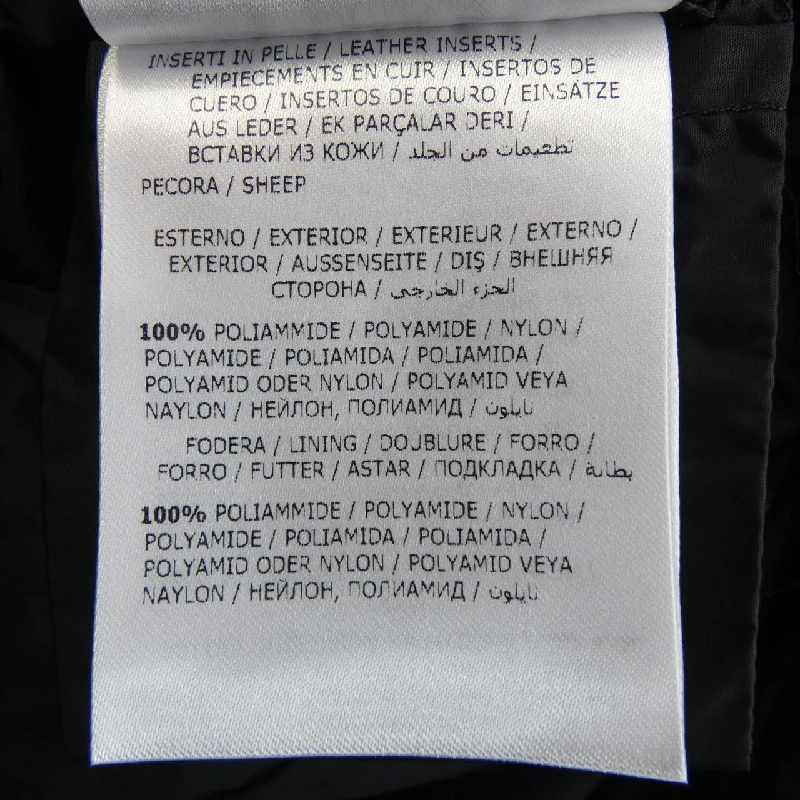 INSERTI IN PELLE / LEATHER INSERTS /
EMPIECEMENTS EN CUIR / INSERTOS DE
CUERO / INSERTOS DE COURO / EINSÄTZE
AUS LEDER / EK PARÇALAR DERI /
ВСТАВКИ ИЗ КОЖИ / تطعيمات من الجلد
PECORA / SHEEP
ESTERNO / EXTERIOR / EXTERIEUR / EXTERNO /
EXTERIOR / AUSSENSEITE / DIŞ / ВНЕШНЯЯ
СТОРОНА / الجزء الخارجى
100% POLIAMMIDE / POLYAMIDE / NYLON /
POLYAMIDE / POLIAMIDA / POLIAMIDA /
POLYAMID ODER NYLON / POLYAMID VEYA
NAYLON / НЕЙЛОН, ПОЛИАМИД / نايلون
FODERA / LINING / DOUBLURE / FORRO /
FORRO / FUTTER / ASTAR / ПОДКЛАДКА / بطانة
100% POLIAMMIDE / POLYAMIDE / NYLON /
POLYAMIDE / POLIAMIDA / POLIAMIDA /
POLYAMID ODER NYLON / POLYAMID VEYA
NAYLON / НЕЙЛОН, ПОЛИАМИД / نايلون